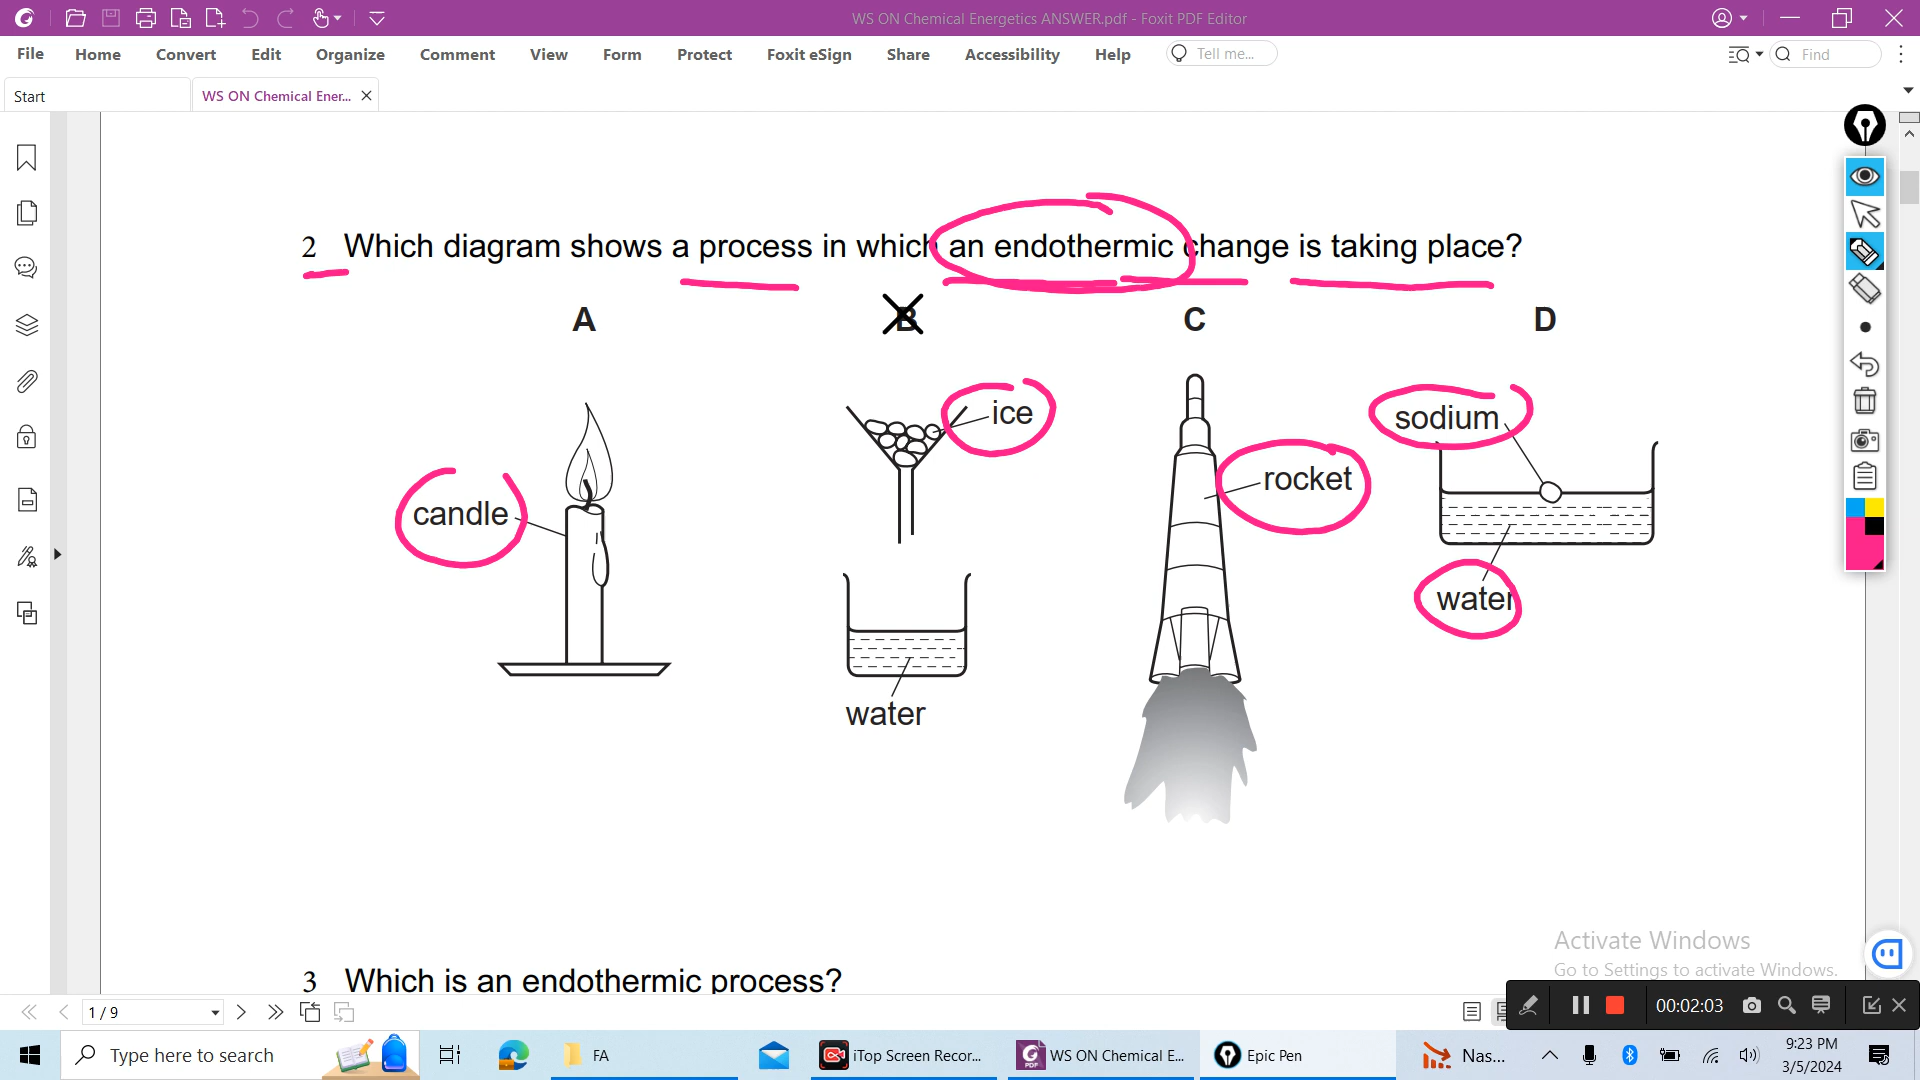 WS ON Chemical Energetics ANSWER.pdf - Foxit PDF Editor
File Home Convert Edit Organize Comment View Form Protect Foxit eSign Share Accessibility Help Tell me... Find
Start WS ON Chemical Ener...
2 Which diagram shows a process in which an endothermic change is taking place?
A B C D
ice
sodium
rocket
candle
water
water
3 Which is an endothermic process?
Activate Windows
Go to Settings to activate Windows.
1 / 9
00:02:03
Type here to search FA iTop Screen Recor... WS ON Chemical E... Epic Pen Nas...
9:23 PM
3/5/2024